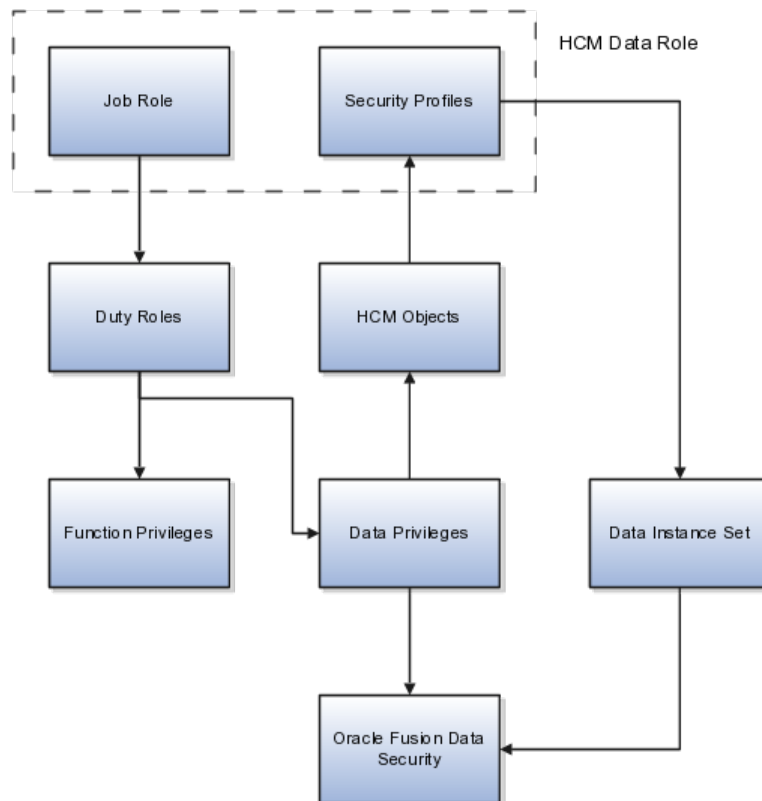 HCM Data Role
Job Role
Security Profiles
Duty Roles
HCM Objects
Function Privileges
Data Privileges
Data Instance Set
Oracle Fusion Data
Security